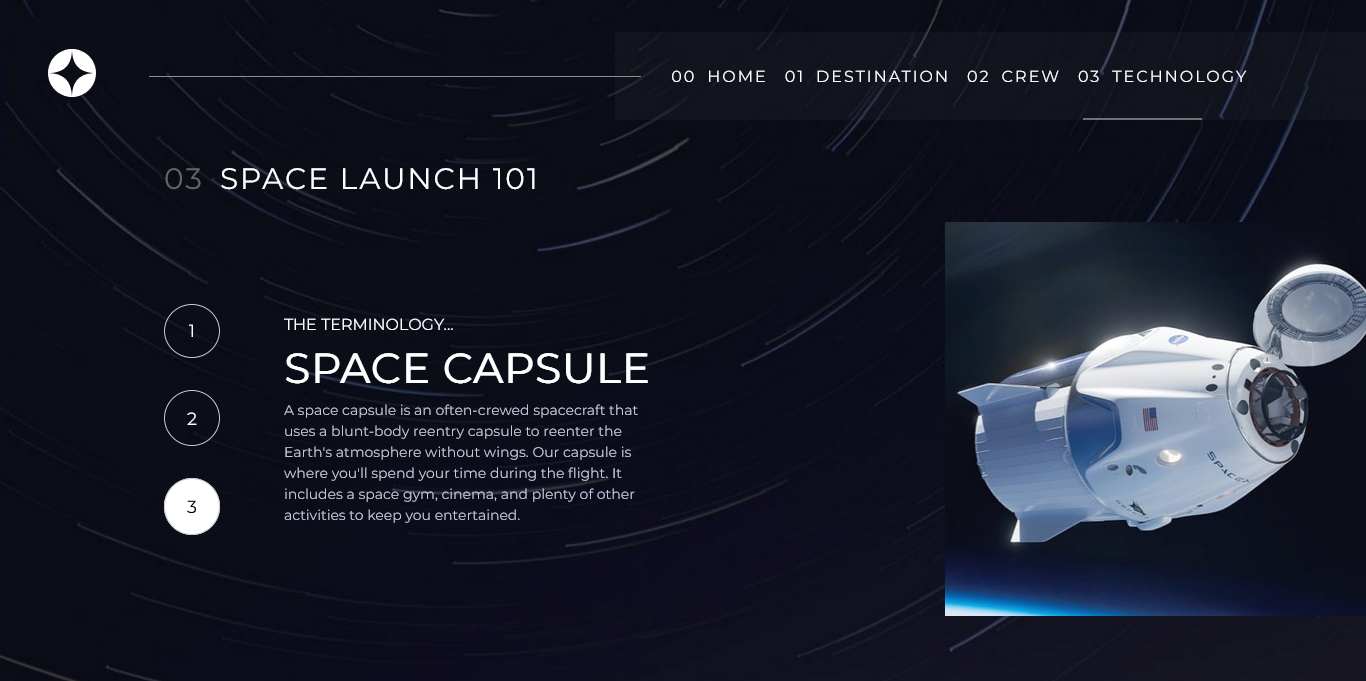 00 HOME 01 DESTINATION 02 CREW 03 TECHNOLOGY
03 SPACE LAUNCH 101
1
2
3
THE TERMINOLOGY...
SPACE CAPSULE
A space capsule is an often-crewed spacecraft that
uses a blunt-body reentry capsule to reenter the
Earth's atmosphere without wings. Our capsule is
where you'll spend your time during the flight. It
includes a space gym, cinema, and plenty of other
activities to keep you entertained.
SPACEX